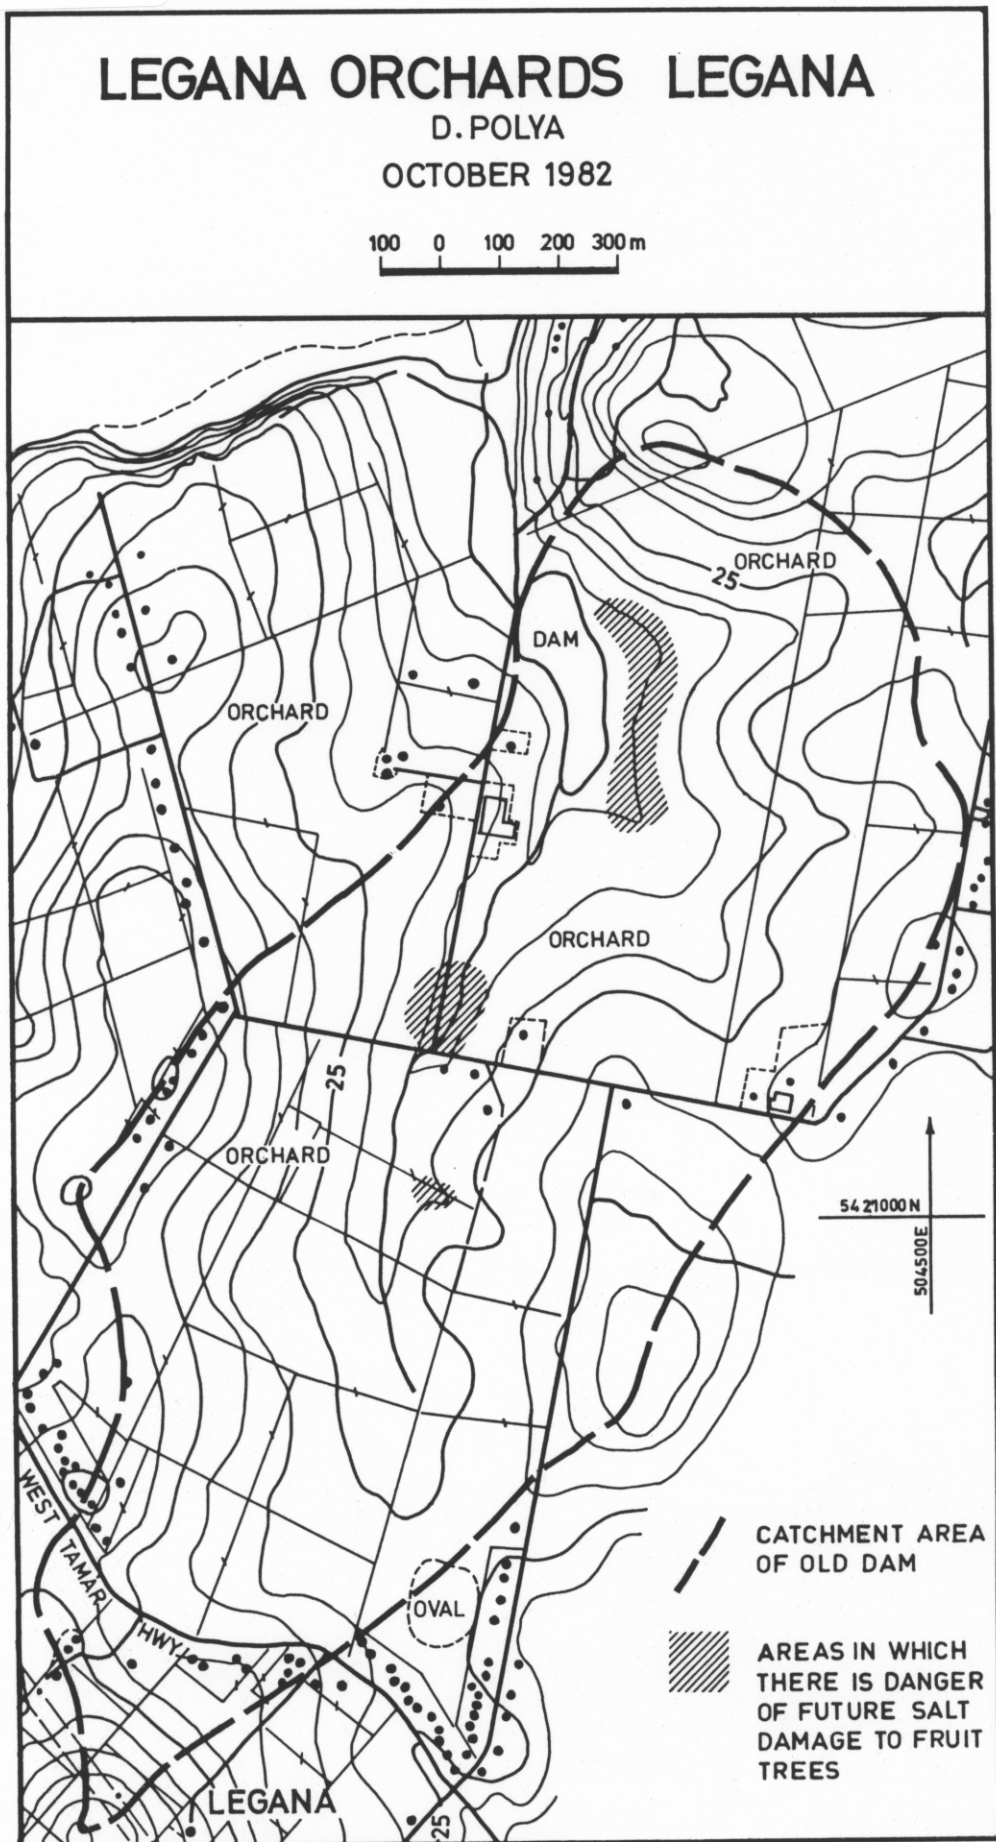 LEGANA ORCHARDS LEGANA
D. POLYA
OCTOBER 1982
100 0 100 200 300 m
ORCHARD
25
DAM
ORCHARD
ORCHARD
25
ORCHARD
5421000 N
504500E
WEST TAMAR HWY
OVAL
CATCHMENT AREA
OF OLD DAM
AREAS IN WHICH
THERE IS DANGER
OF FUTURE SALT
DAMAGE TO FRUIT
TREES
LEGANA
25